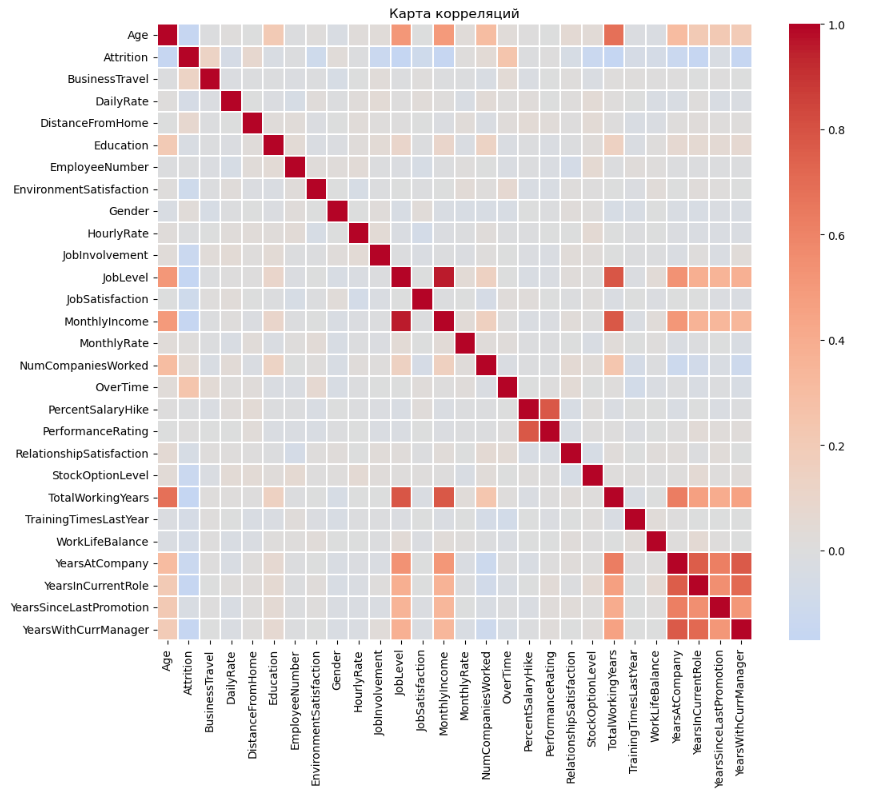 Карта корреляций
Age
Attrition
BusinessTravel
DailyRate
DistanceFromHome
Education
EmployeeNumber
EnvironmentSatisfaction
Gender
HourlyRate
JobInvolvement
JobLevel
JobSatisfaction
MonthlyIncome
MonthlyRate
NumCompaniesWorked
OverTime
PercentSalaryHike
PerformanceRating
RelationshipSatisfaction
StockOptionLevel
TotalWorkingYears
TrainingTimesLastYear
WorkLifeBalance
YearsAtCompany
YearsInCurrentRole
YearsSinceLastPromotion
YearsWithCurrManager
Age
Attrition
BusinessTravel
DailyRate
DistanceFromHome
Education
EmployeeNumber
EnvironmentSatisfaction
Gender
HourlyRate
JobInvolvement
JobLevel
JobSatisfaction
MonthlyIncome
MonthlyRate
NumCompaniesWorked
OverTime
PercentSalaryHike
PerformanceRating
RelationshipSatisfaction
StockOptionLevel
TotalWorkingYears
TrainingTimesLastYear
WorkLifeBalance
YearsAtCompany
YearsInCurrentRole
YearsSinceLastPromotion
YearsWithCurrManager
1.0
0.8
0.6
0.4
0.2
0.0